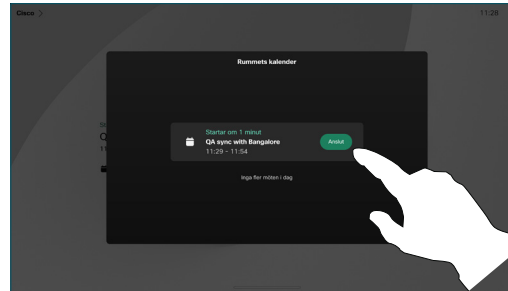 Cisco
11:28
Rummets kalender
Startar om 1 minut
QA sync with Bangalore
11:29 - 11:54
Anslut
Inga fler möten i dag